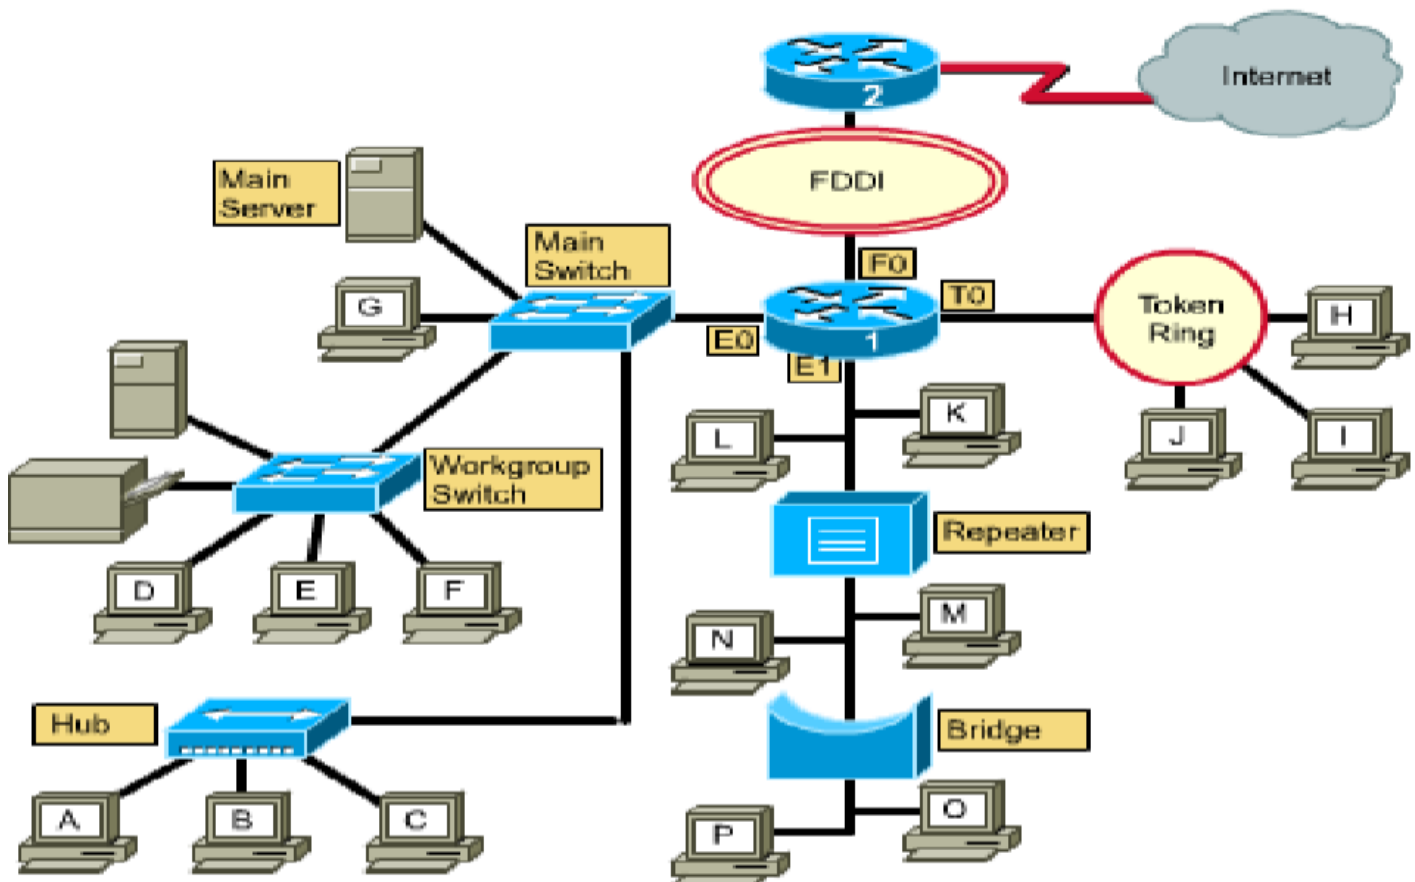 2
Internet
FDDI
Main
Server
Main
Switch
F0
T0
G
E0
1
E1
Token
Ring
H
L
K
J
I
Workgroup
Switch
Repeater
D
E
F
N
M
Hub
Bridge
A
B
C
P
O